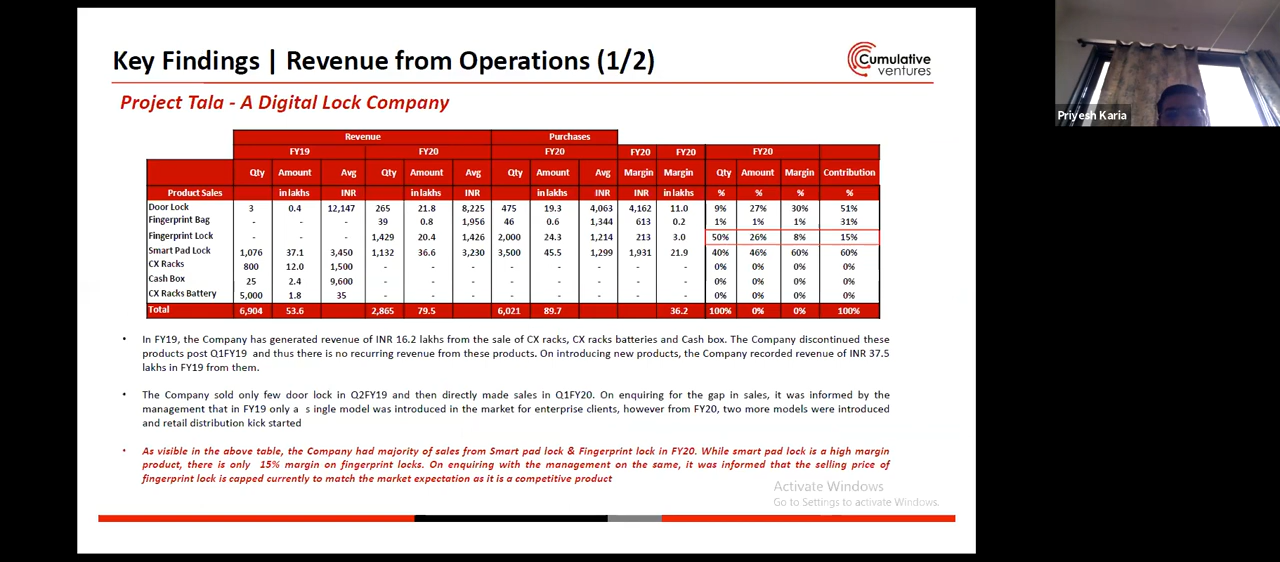 Key Findings | Revenue from Operations (1/2)
Cumulative
ventures
Project Tala - A Digital Lock Company
Priyesh Karia
Revenue Purchases
FY19 FY20 FY20 FY20 FY20 FY20
Qty Amount Avg Qty Amount Avg Qty Amount Avg Margin Margin Qty Amount Margin Contribution
Product Sales in lakhs INR in lakhs INR in lakhs INR INR in lakhs % % % %
Door Lock 3 0.4 12,147 265 21.8 8,225 475 19.3 4,063 4,162 11.0 9% 27% 30% 51%
Fingerprint Bag - - - 39 0.8 1,956 46 0.6 1,344 613 0.2 1% 1% 1% 31%
Fingerprint Lock - - - 1,429 20.4 1,426 2,000 24.3 1,214 213 3.0 50% 26% 8% 15%
Smart Pad Lock 1,076 37.1 3,450 1,132 36.6 3,230 3,500 45.5 1,299 1,931 21.9 40% 46% 60% 60%
CX Racks 800 12.0 1,500 - - - - - - - - 0% 0% 0% 0%
Cash Box 25 2.4 9,600 - - - - - - - - 0% 0% 0% 0%
CX Racks Battery 5,000 1.8 35 - - - - - - - - 0% 0% 0% 0%
Total 6,904 53.6 2,865 79.5 6,021 89.7 36.2 100% 0% 0% 100%
• In FY19, the Company has generated revenue of INR 16.2 lakhs from the sale of CX racks, CX racks batteries and Cash box. The Company discontinued these
products post Q1FY19 and thus there is no recurring revenue from these products. On introducing new products, the Company recorded revenue of INR 37.5
lakhs in FY19 from them.
• The Company sold only few door lock in Q2FY19 and then directly made sales in Q1FY20. On enquiring for the gap in sales, it was informed by the
management that in FY19 only a s ingle model was introduced in the market for enterprise clients, however from FY20, two more models were introduced
and retail distribution kick started
• As visible in the above table, the Company had majority of sales from Smart pad lock & Fingerprint lock in FY20. While smart pad lock is a high margin
product, there is only 15% margin on fingerprint locks. On enquiring with the management on the same, it was informed that the selling price of
fingerprint lock is capped currently to match the market expectation as it is a competitive product
Activate Windows
Go to Settings to activate Windows.